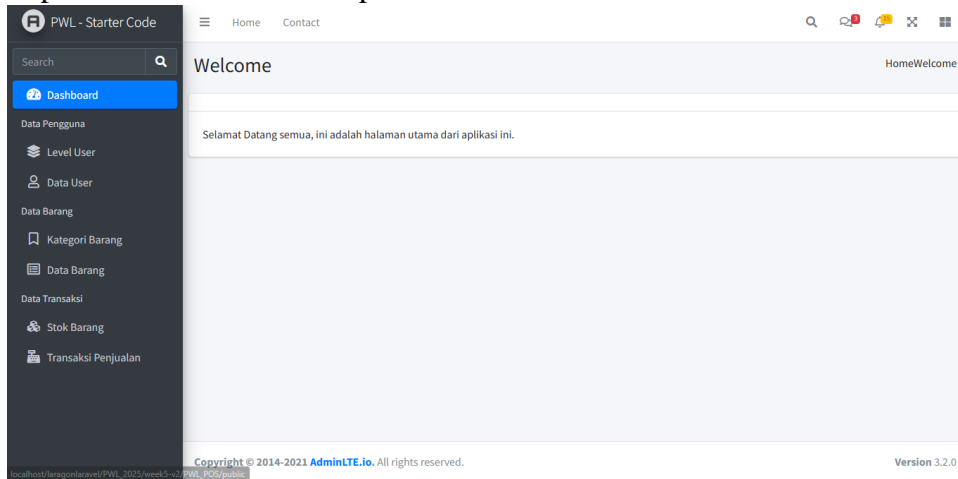 PWL - Starter Code
Home Contact
3
15
Search
Welcome
HomeWelcome
Dashboard
Data Pengguna
Selamat Datang semua, ini adalah halaman utama dari aplikasi ini.
Level User
Data User
Data Barang
Kategori Barang
Data Barang
Data Transaksi
Stok Barang
Transaksi Penjualan
Copyright © 2014-2021 AdminLTE.io. All rights reserved.
Version 3.2.0
localhost/laragonlaravel/PWL_2025/week5-v2/PWL_POS/public